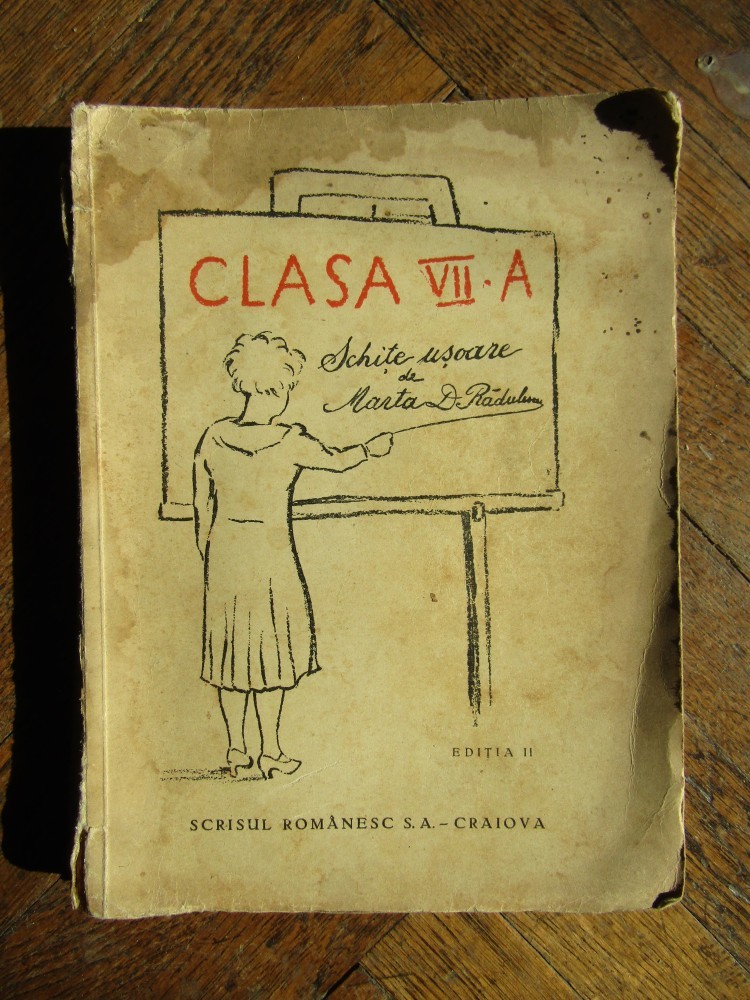 CLASA VII·A
Schițe ușoare
de
Marta D. Rădulescu
EDIȚIA II
SCRISUL ROMÂNESC S.A. – CRAIOVA